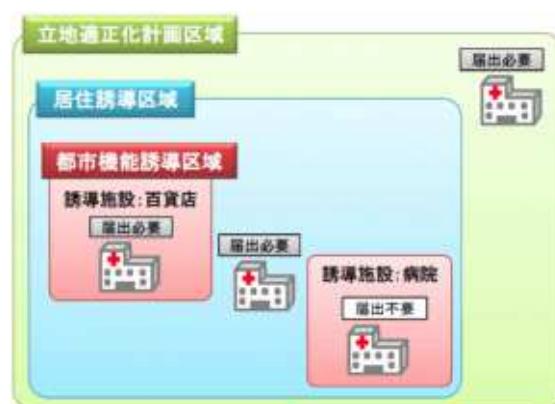 立地適正化計画区域
届出必要
居住誘導区域
都市機能誘導区域
誘導施設:百貨店
届出必要
届出必要
誘導施設:病院
届出不要